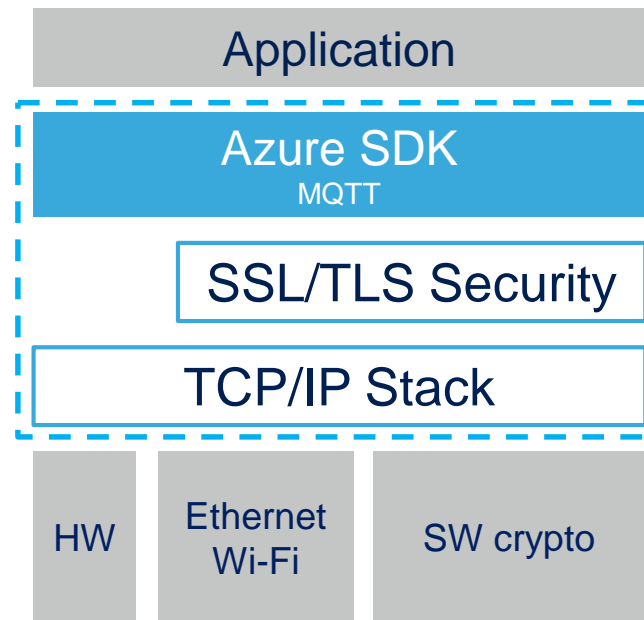 Application
Azure SDK
MQTT
SSL/TLS Security
TCP/IP Stack
HW
Ethernet
Wi-Fi
SW crypto